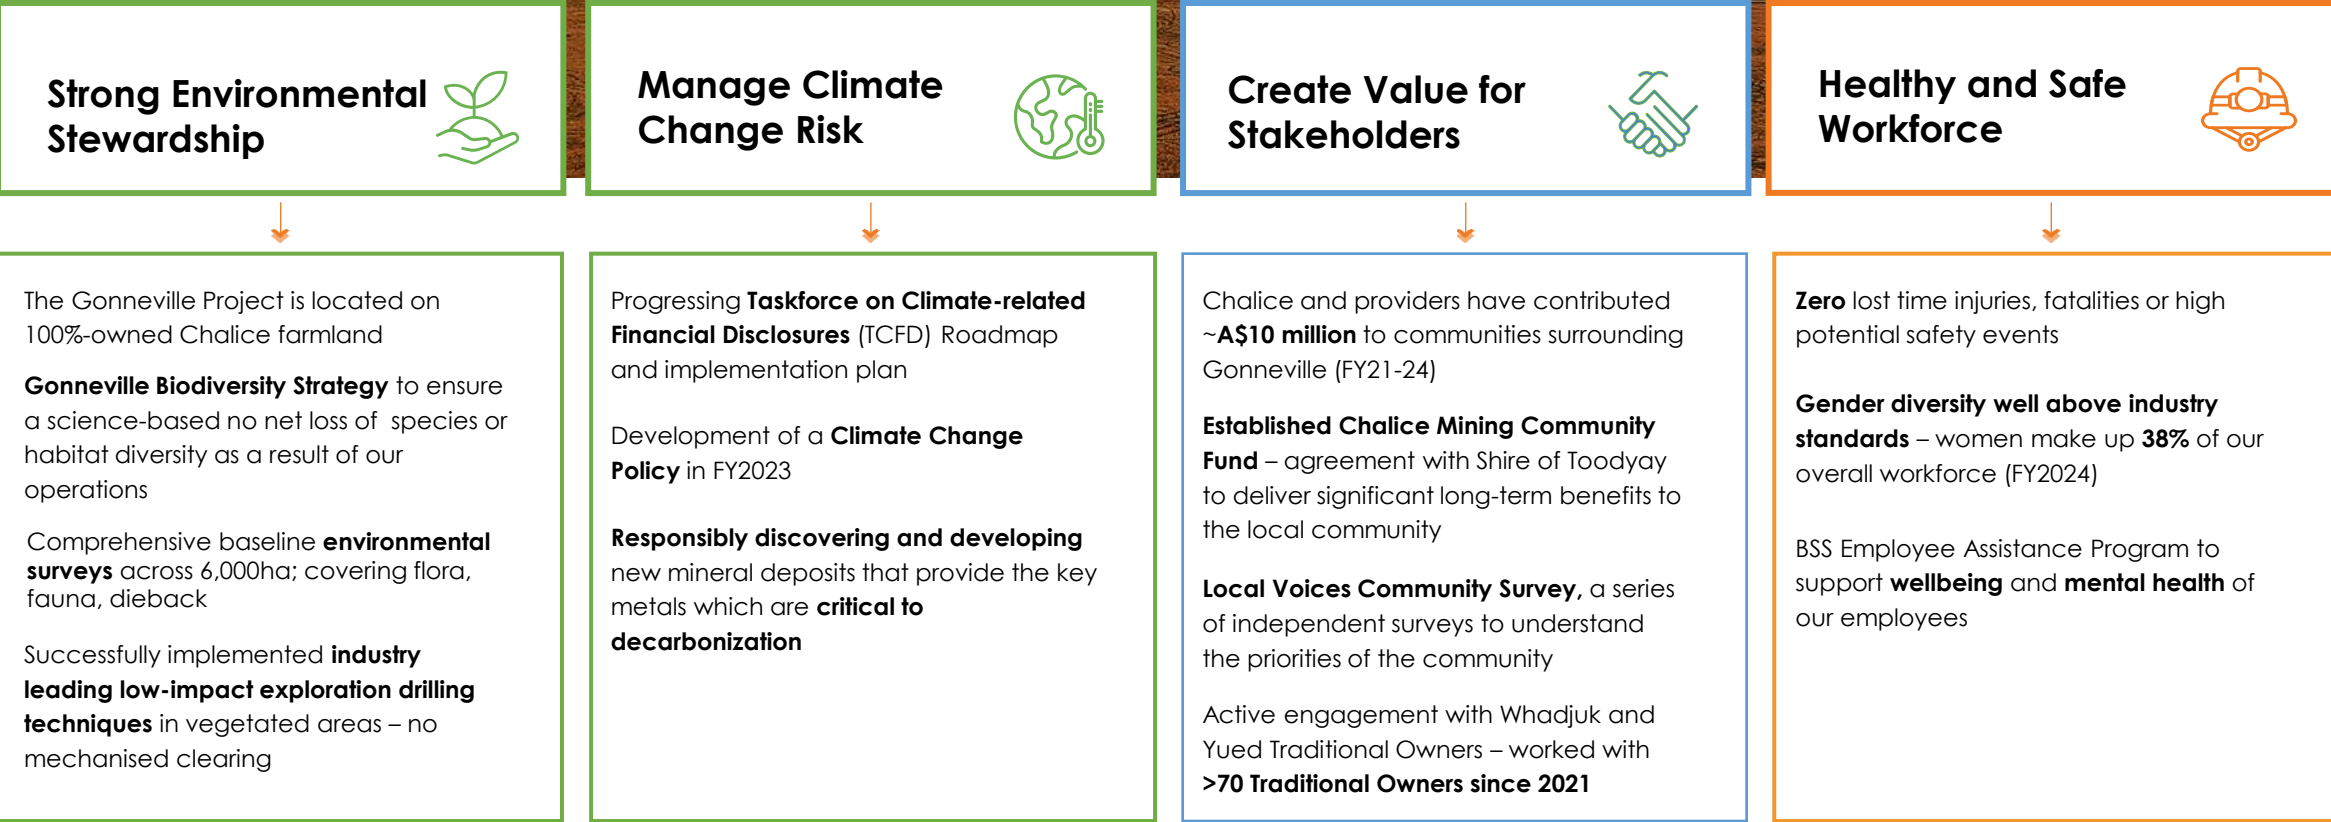 Strong Environmental
Stewardship
Manage Climate
Change Risk
Create Value for
Stakeholders
Healthy and Safe
Workforce
The Gonneville Project is located on
100%-owned Chalice farmland
Gonneville Biodiversity Strategy to ensure
a science-based no net loss of species or
habitat diversity as a result of our
operations
Comprehensive baseline environmental
surveys across 6,000ha; covering flora,
fauna, dieback
Successfully implemented industry
leading low-impact exploration drilling
techniques in vegetated areas – no
mechanised clearing
Progressing Taskforce on Climate-related
Financial Disclosures (TCFD) Roadmap
and implementation plan
Development of a Climate Change
Policy in FY2023
Responsibly discovering and developing
new mineral deposits that provide the key
metals which are critical to
decarbonization
Chalice and providers have contributed
~A$10 million to communities surrounding
Gonneville (FY21-24)
Established Chalice Mining Community
Fund – agreement with Shire of Toodyay
to deliver significant long-term benefits to
the local community
Local Voices Community Survey, a series
of independent surveys to understand
the priorities of the community
Active engagement with Whadjuk and
Yued Traditional Owners – worked with
>70 Traditional Owners since 2021
Zero lost time injuries, fatalities or high
potential safety events
Gender diversity well above industry
standards – women make up 38% of our
overall workforce (FY2024)
BSS Employee Assistance Program to
support wellbeing and mental health of
our employees